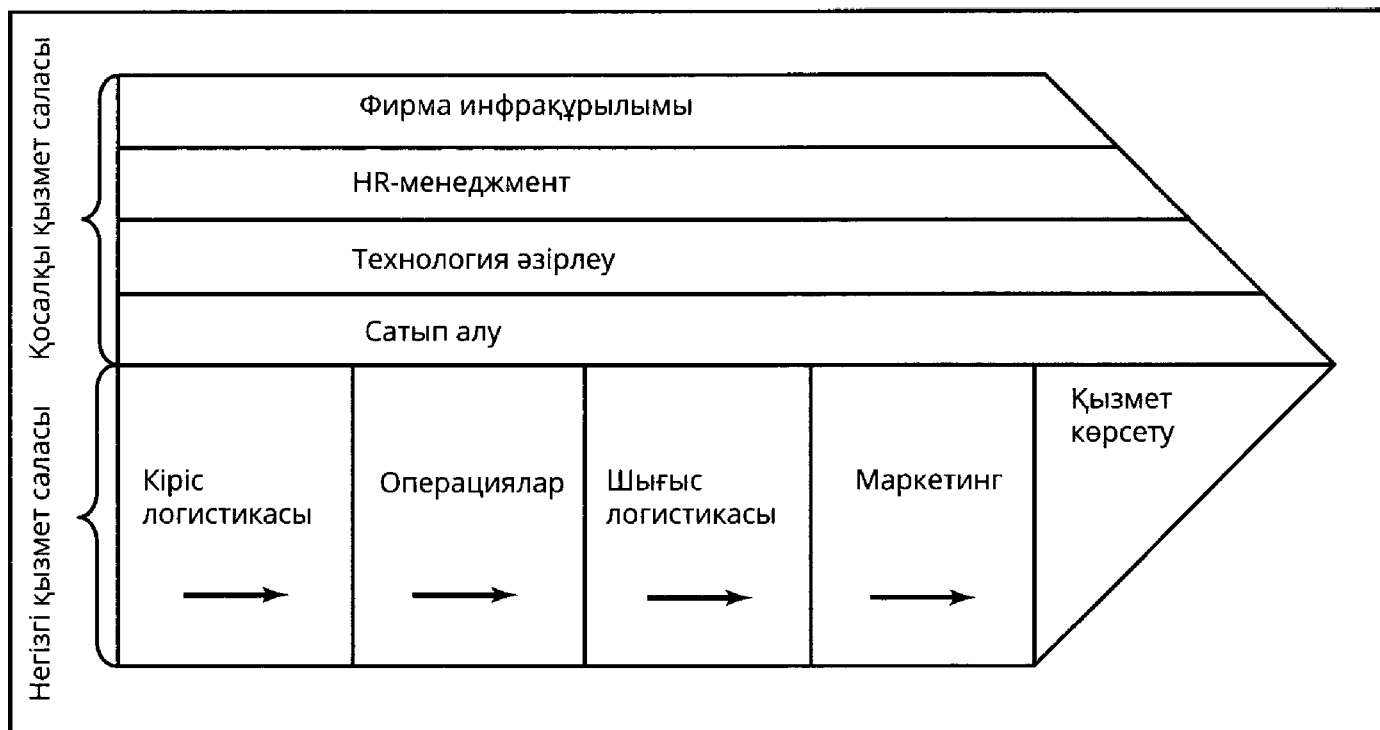 Қосалқы қызмет саласы
Фирма инфрақұрылымы
HR-менеджмент
Технология әзірлеу
Сатып алу
Негізгі қызмет саласы
Кіріс
логистикасы
Операциялар
Шығыс
логистикасы
Маркетинг
Қызмет
көрсету